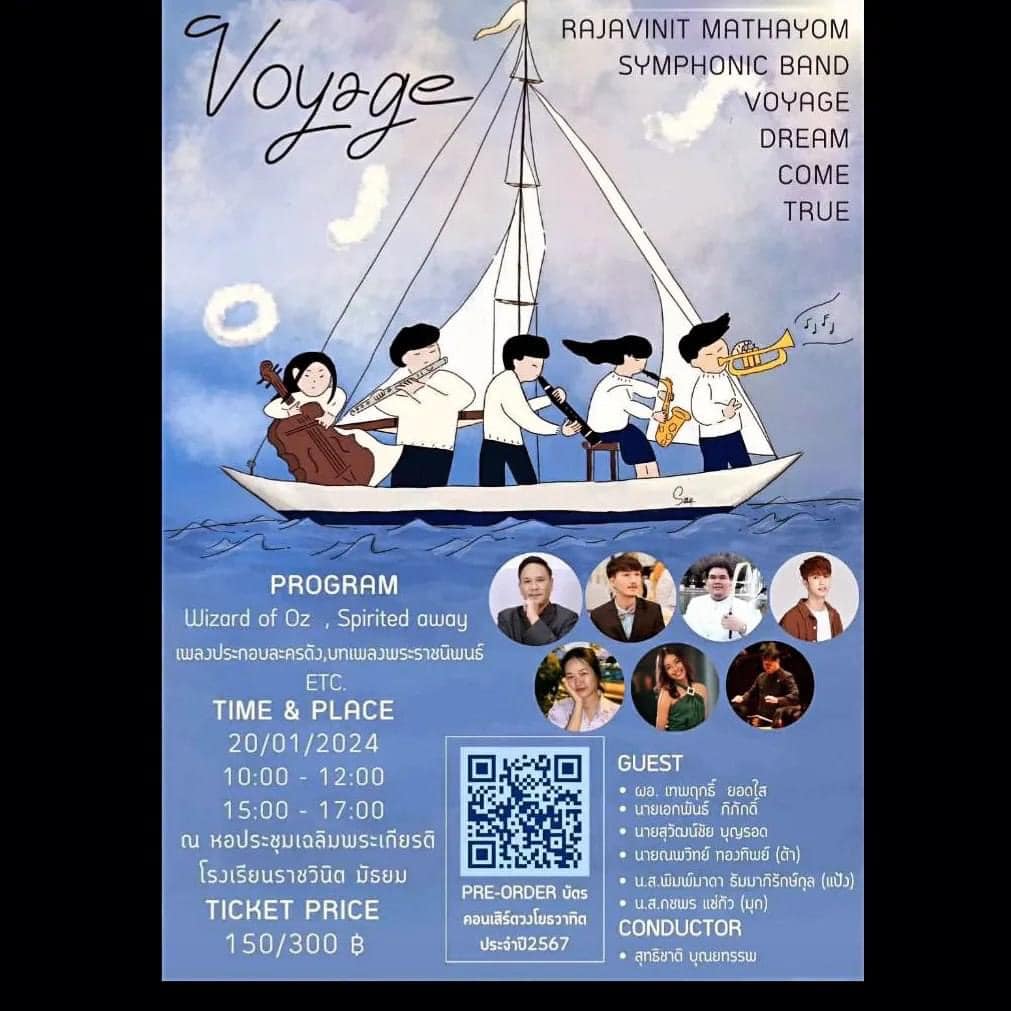 Voyage
RAJAVINIT MATHAYOM
SYMPHONIC BAND
VOYAGE
DREAM
COME
TRUE
PROGRAM
Wizard of Oz , Spirited away
เพลงประกอบละครดัง,บทเพลงพระราชนิพนธ์
ETC.
TIME & PLACE
20/01/2024
10:00 - 12:00
15:00 - 17:00
ณ หอประชุมเฉลิมพระเกียรติ
โรงเรียนราชวินิต มัธยม
TICKET PRICE
150/300 ฿
PRE-ORDER บัตร
คอนเสิร์ตวงโยธวาทิต
ประจำปี2567
GUEST
• ผอ. เทพฤทธิ์ ยอดใส
• นายเอกพันธ์
• นายสุวัฒน์ชัย บุญรอด
• นายณพวิทย์ ทองทิพย์ (ต้า)
• น.ส.พิมพ์มาดา ธัมมาภิรักษ์กุล (แป้ง)
• น.ส.กชพร แซ่ทัว (มุก)
CONDUCTOR
• สุทธิชาติ บุณยทรรพ